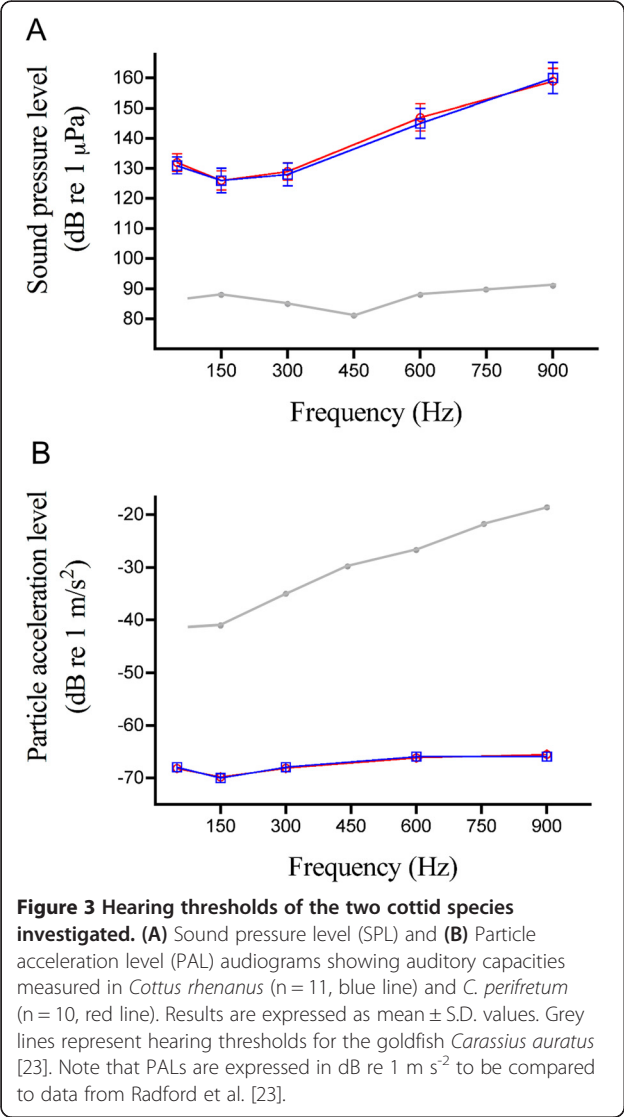 A
Sound pressure level
(dB re 1 µPa)
160
150
140
130
120
110
100
90
80
150
300
450
600
750
900
Frequency (Hz)
B
Particle acceleration level
(dB re 1 m/s²)
-20
-30
-40
-50
-60
-70
150
300
450
600
750
900
Frequency (Hz)
Figure 3 Hearing thresholds of the two cottid species
investigated. (A) Sound pressure level (SPL) and (B) Particle
acceleration level (PAL) audiograms showing auditory capacities
measured in Cottus rhenanus (n = 11, blue line) and C. perifretum
(n = 10, red line). Results are expressed as mean ± S.D. values. Grey
lines represent hearing thresholds for the goldfish Carassius auratus
[23]. Note that PALs are expressed in dB re 1 m s⁻² to be compared
to data from Radford et al. [23].